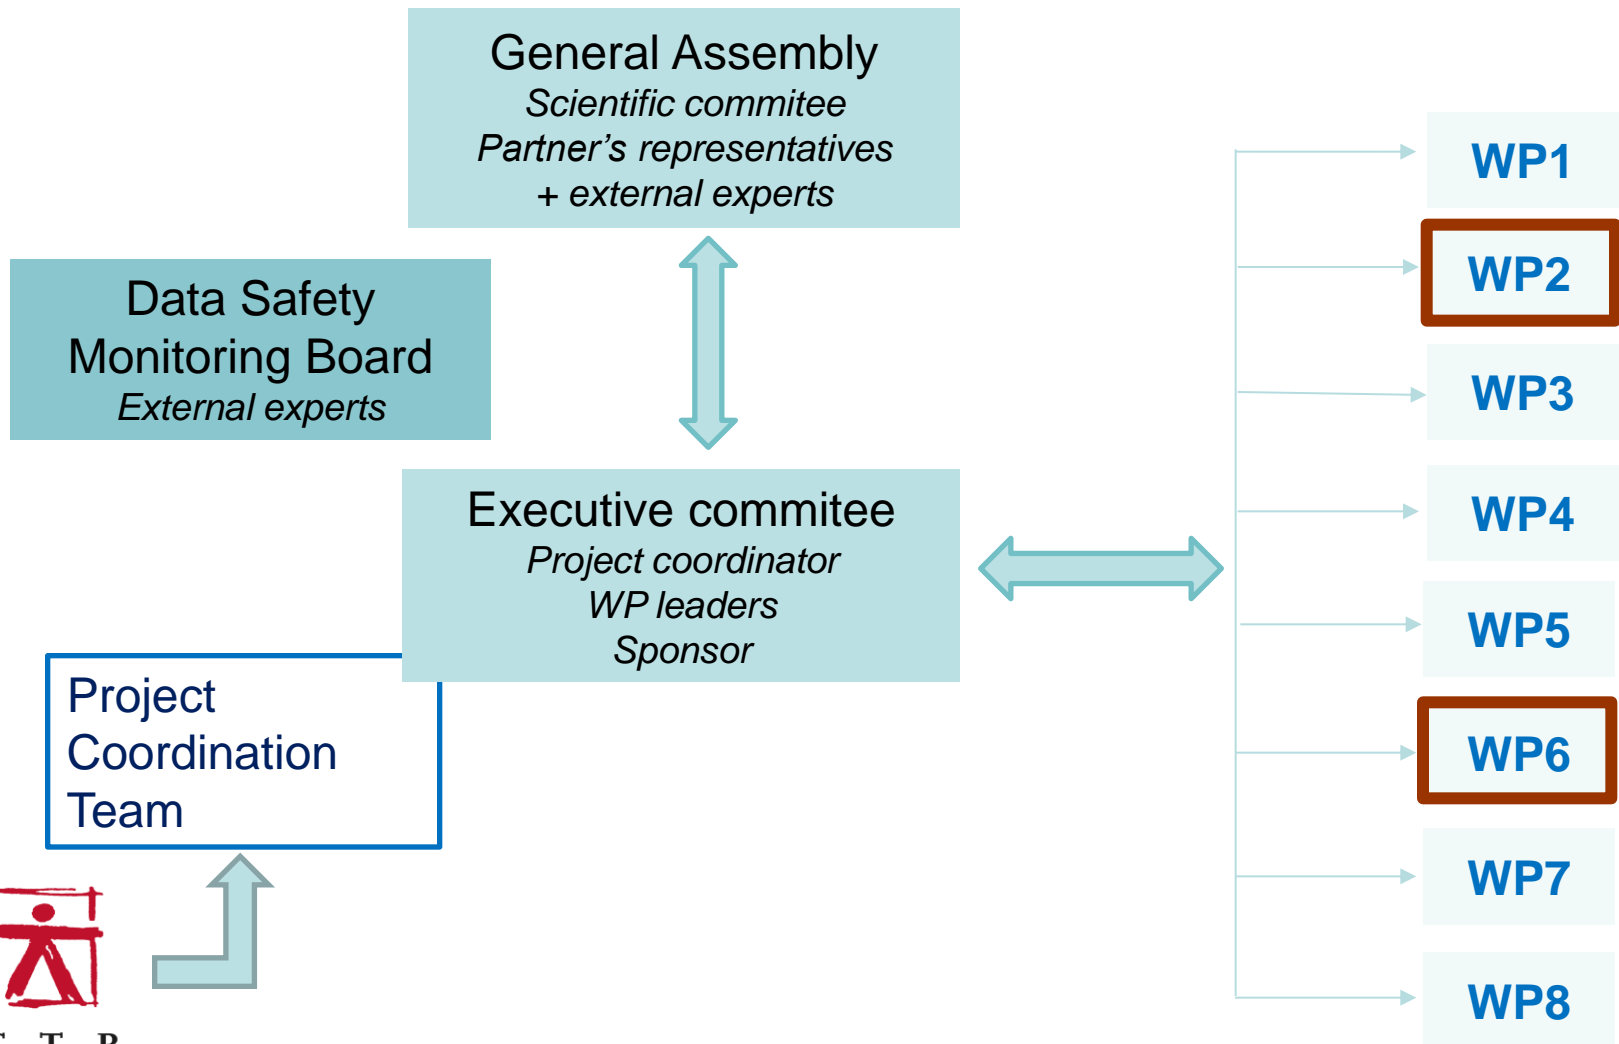 General Assembly
Scientific commitee
Partner's representatives
+ external experts
Data Safety
Monitoring Board
External experts
Executive commitee
Project coordinator
WP leaders
Sponsor
Project
Coordination
Team
WP1
WP2
WP3
WP4
WP5
WP6
WP7
WP8